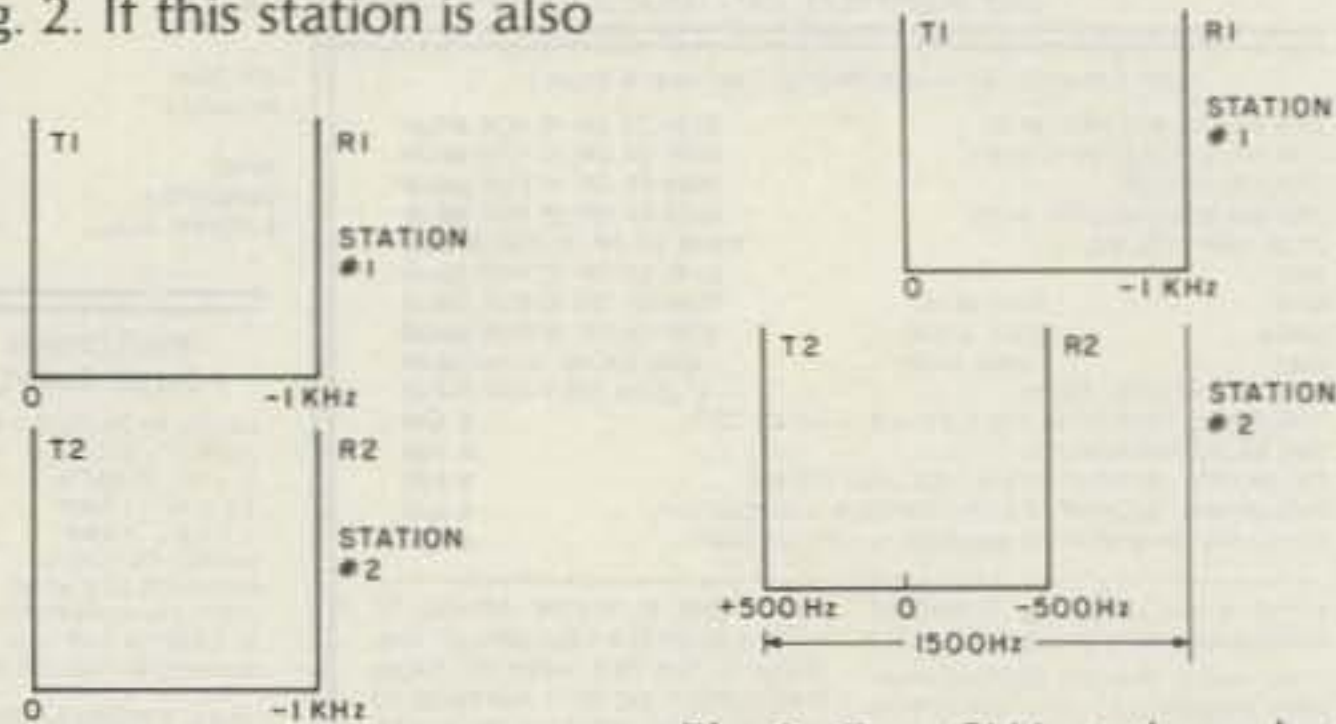 g. 2. If this station is also
T1
R1
STATION
#1
0
-1 KHz
T2
R2
STATION
#2
0
-1 KHz
T1
R1
STATION
#1
0
-1 KHz
T2
R2
STATION
#2
+500 Hz
0
-500Hz
1500Hz